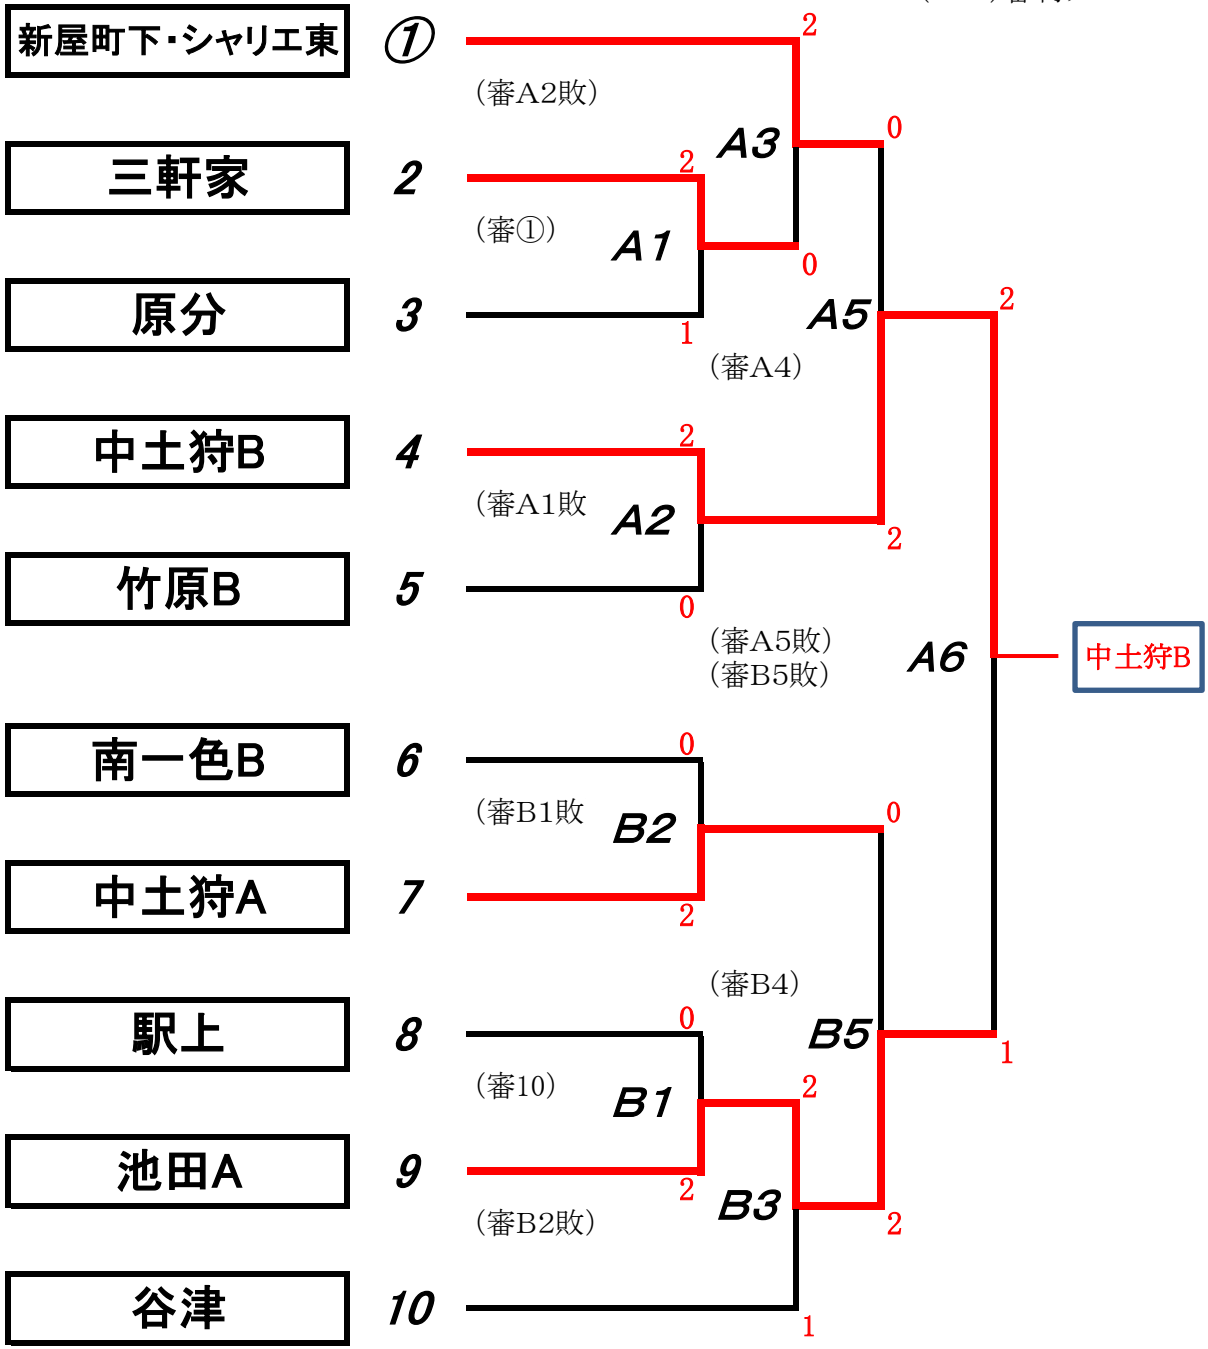 新屋町下・シャリエ東 ① 2
(審A2敗)
A3 0
三軒家 2 2
(審①) A1 0
原分 3 1
A5 2
(審A4)
中土狩B 4 2
(審A1敗 A2 2
竹原B 5 0
(審A5敗)
(審B5敗)
A6 中土狩B
南一色B 6 0
(審B1敗 B2 0
中土狩A 7 2
(審B4)
駅上 8 0
B5 1
(審10) B1 2
池田A 9 2
B3 2
(審B2敗)
谷津 10 1